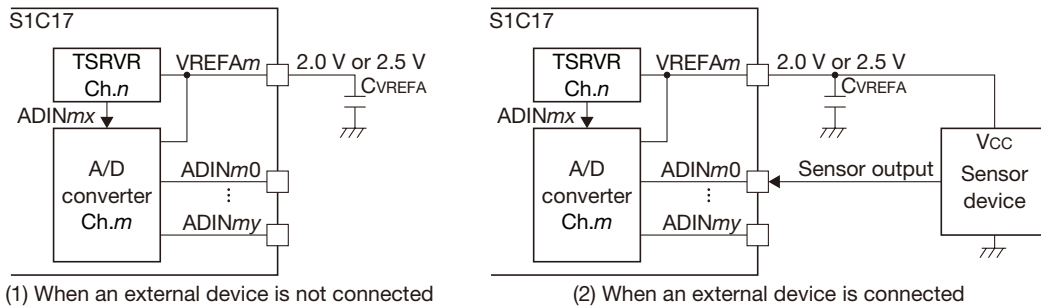 S1C17
TSRVR
Ch.n
VREFAm
2.0 V or 2.5 V
CVREFA
ADINmx
A/D
converter
Ch.m
ADINm0
⋮
ADINmy
(1) When an external device is not connected
S1C17
TSRVR
Ch.n
VREFAm
2.0 V or 2.5 V
CVREFA
ADINmx
A/D
converter
Ch.m
ADINm0
⋮
ADINmy
Sensor output
VCC
Sensor
device
(2) When an external device is connected